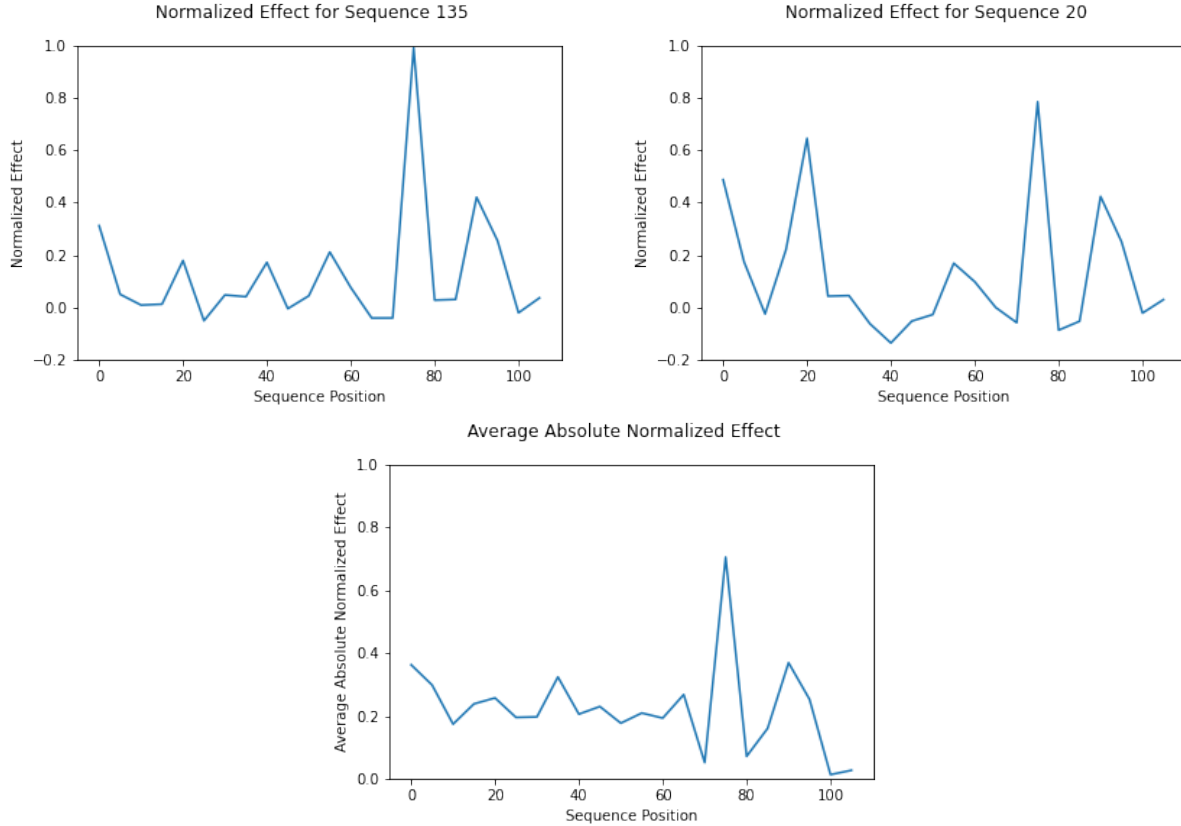 Normalized Effect for Sequence 135
Normalized Effect
1.0
0.8
0.6
0.4
0.2
0.0
−0.2
0 20 40 60 80 100
Sequence Position
Normalized Effect for Sequence 20
Normalized Effect
1.0
0.8
0.6
0.4
0.2
0.0
−0.2
0 20 40 60 80 100
Sequence Position
Average Absolute Normalized Effect
Average Absolute Normalized Effect
1.0
0.8
0.6
0.4
0.2
0.0
0 20 40 60 80 100
Sequence Position